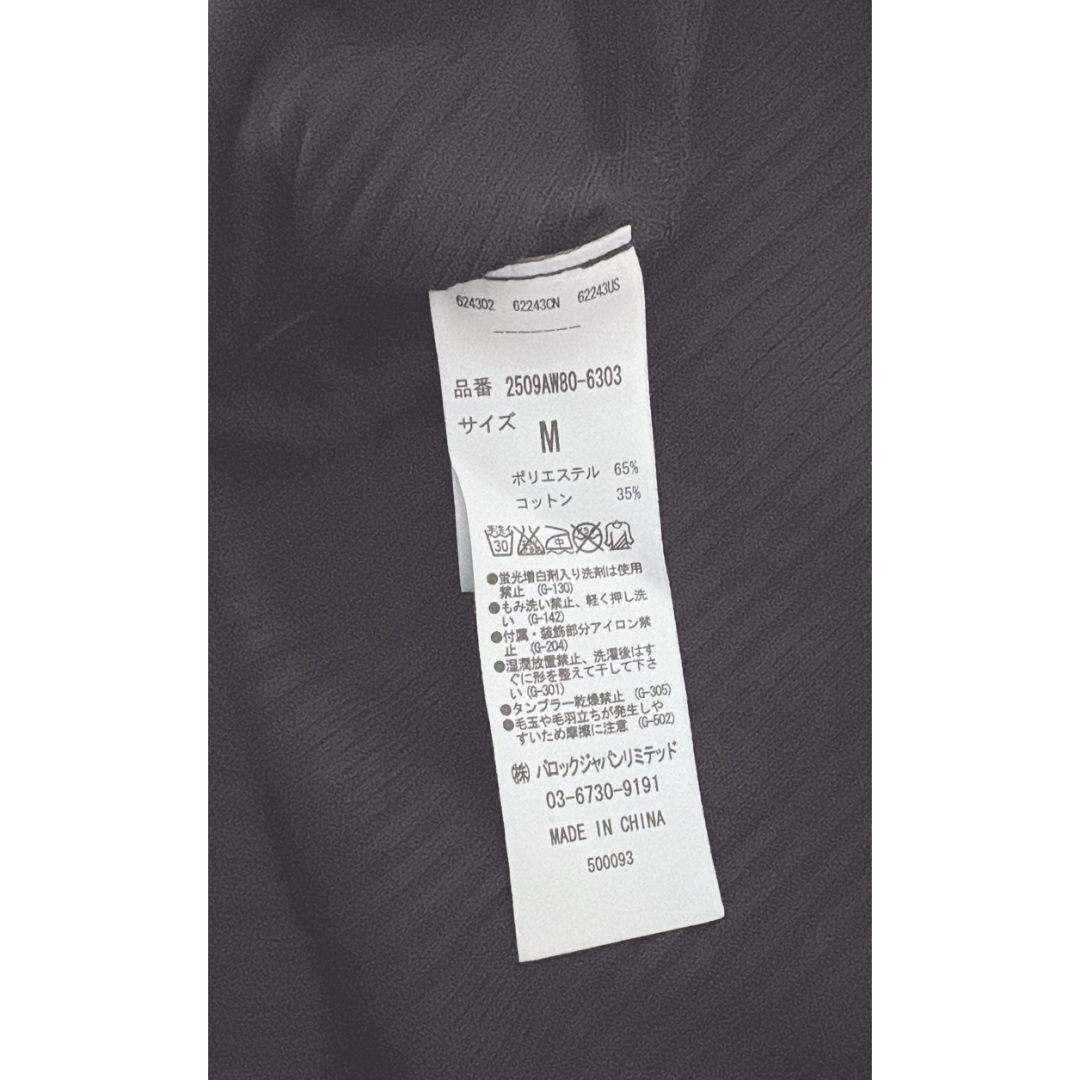 624302 62243CN 62243US
品番 2509AW80-6303
サイズ M
ポリエステル 65%
コットン 35%
手洗イ 30 中
●蛍光増白剤入り洗剤は使用
禁止 (G-130)
●もみ洗い禁止、軽く押し洗
い (G-142)
●付属・装飾部分アイロン禁
止 (G-204)
●湿潤放置禁止、洗濯後はす
ぐに形を整えて干して下さ
い(G-301)
●タンブラー乾燥禁止 (G-305)
●毛玉や毛羽立ちが発生しや
すいため摩擦に注意 (G-502)
㈱ バロックジャパンリミテッド
03-6730-9191
MADE IN CHINA
500093